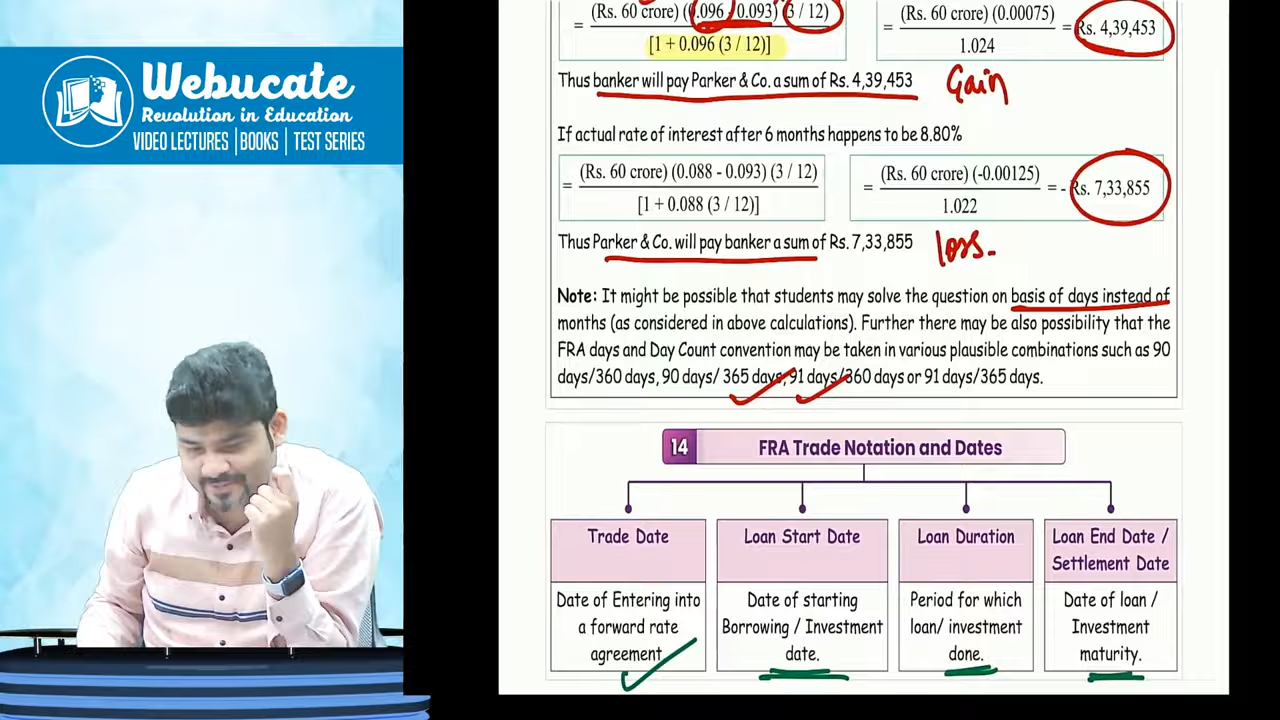 Webucate
Revolution in Education
VIDEO LECTURES | BOOKS | TEST SERIES
= (Rs. 60 crore) (0.096 - 0.093) (3 / 12)
[1 + 0.096 (3 / 12)]
= (Rs. 60 crore) (0.00075)
1.024
= Rs. 4,39,453
Thus banker will pay Parker & Co. a sum of Rs. 4,39,453
Gain
If actual rate of interest after 6 months happens to be 8.80%
= (Rs. 60 crore) (0.088 - 0.093) (3 / 12)
[1 + 0.088 (3 / 12)]
= (Rs. 60 crore) (-0.00125)
1.022
= - Rs. 7,33,855
Thus Parker & Co. will pay banker a sum of Rs. 7,33,855
loss.
Note: It might be possible that students may solve the question on basis of days instead of
months (as considered in above calculations). Further there may be also possibility that the
FRA days and Day Count convention may be taken in various plausible combinations such as 90
days/360 days, 90 days/ 365 days, 91 days/360 days or 91 days/365 days.
14 FRA Trade Notation and Dates
Trade Date
Date of Entering into
a forward rate
agreement
Loan Start Date
Date of starting
Borrowing / Investment
date.
Loan Duration
Period for which
loan/ investment
done.
Loan End Date /
Settlement Date
Date of loan /
Investment
maturity.